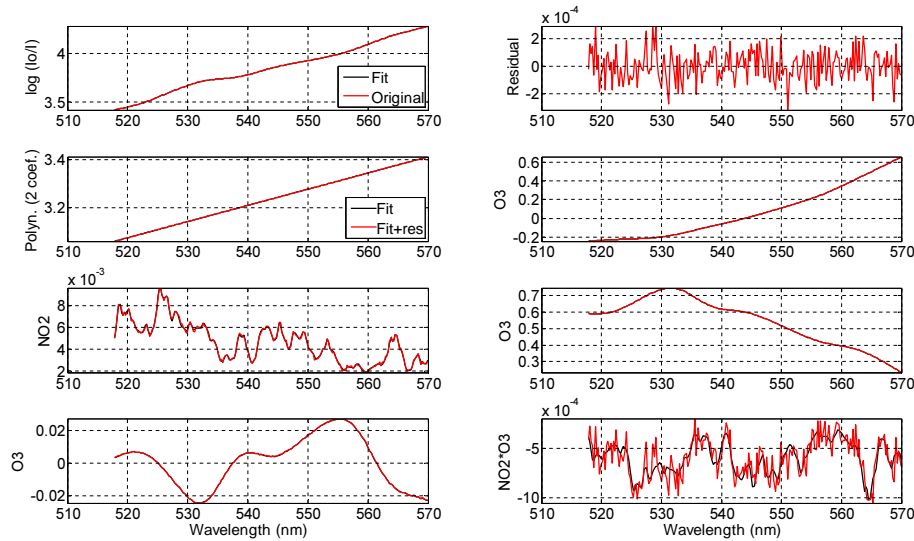 log (Io/I)
4
3.5
Fit
Original
510 520 530 540 550 560 570
x 10⁻⁴
Residual
2
0
-2
510 520 530 540 550 560 570
Polyn. (2 coef.)
3.4
3.2
Fit
Fit+res
510 520 530 540 550 560 570
O3
0.6
0.4
0.2
0
-0.2
510 520 530 540 550 560 570
x 10⁻³
NO2
8
6
4
2
510 520 530 540 550 560 570
O3
0.7
0.6
0.5
0.4
0.3
510 520 530 540 550 560 570
O3
0.02
0
-0.02
510 520 530 540 550 560 570
Wavelength (nm)
x 10⁻⁴
NO2*O3
-5
-10
510 520 530 540 550 560 570
Wavelength (nm)